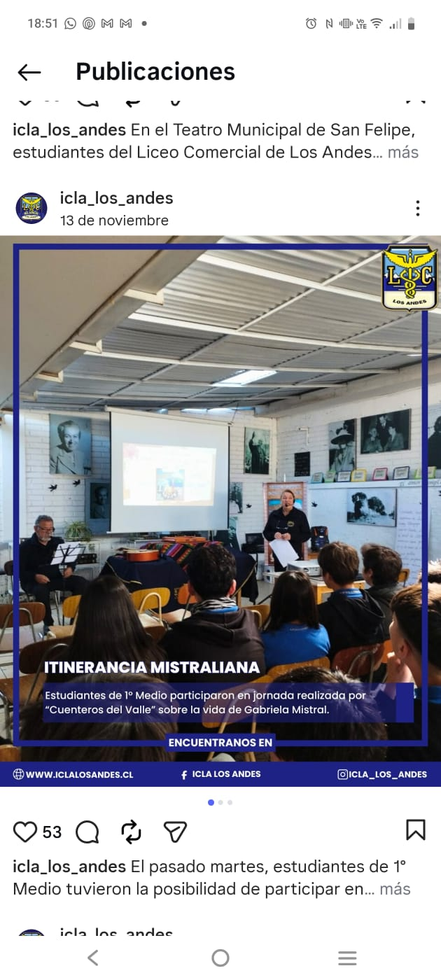 18:51
Publicaciones
icla_los_andes En el Teatro Municipal de San Felipe,
estudiantes del Liceo Comercial de Los Andes... más
icla_los_andes
13 de noviembre
L C
LOS ANDES
ITINERANCIA MISTRALIANA
Estudiantes de 1º Medio participaron en jornada realizada por
“Cuenteros del Valle” sobre la vida de Gabriela Mistral.
ENCUENTRANOS EN
WWW.ICLALOSANDES.CL
ICLA LOS ANDES
ICLA_LOS_ANDES
53
icla_los_andes El pasado martes, estudiantes de 1°
Medio tuvieron la posibilidad de participar en... más
icla_los_andes